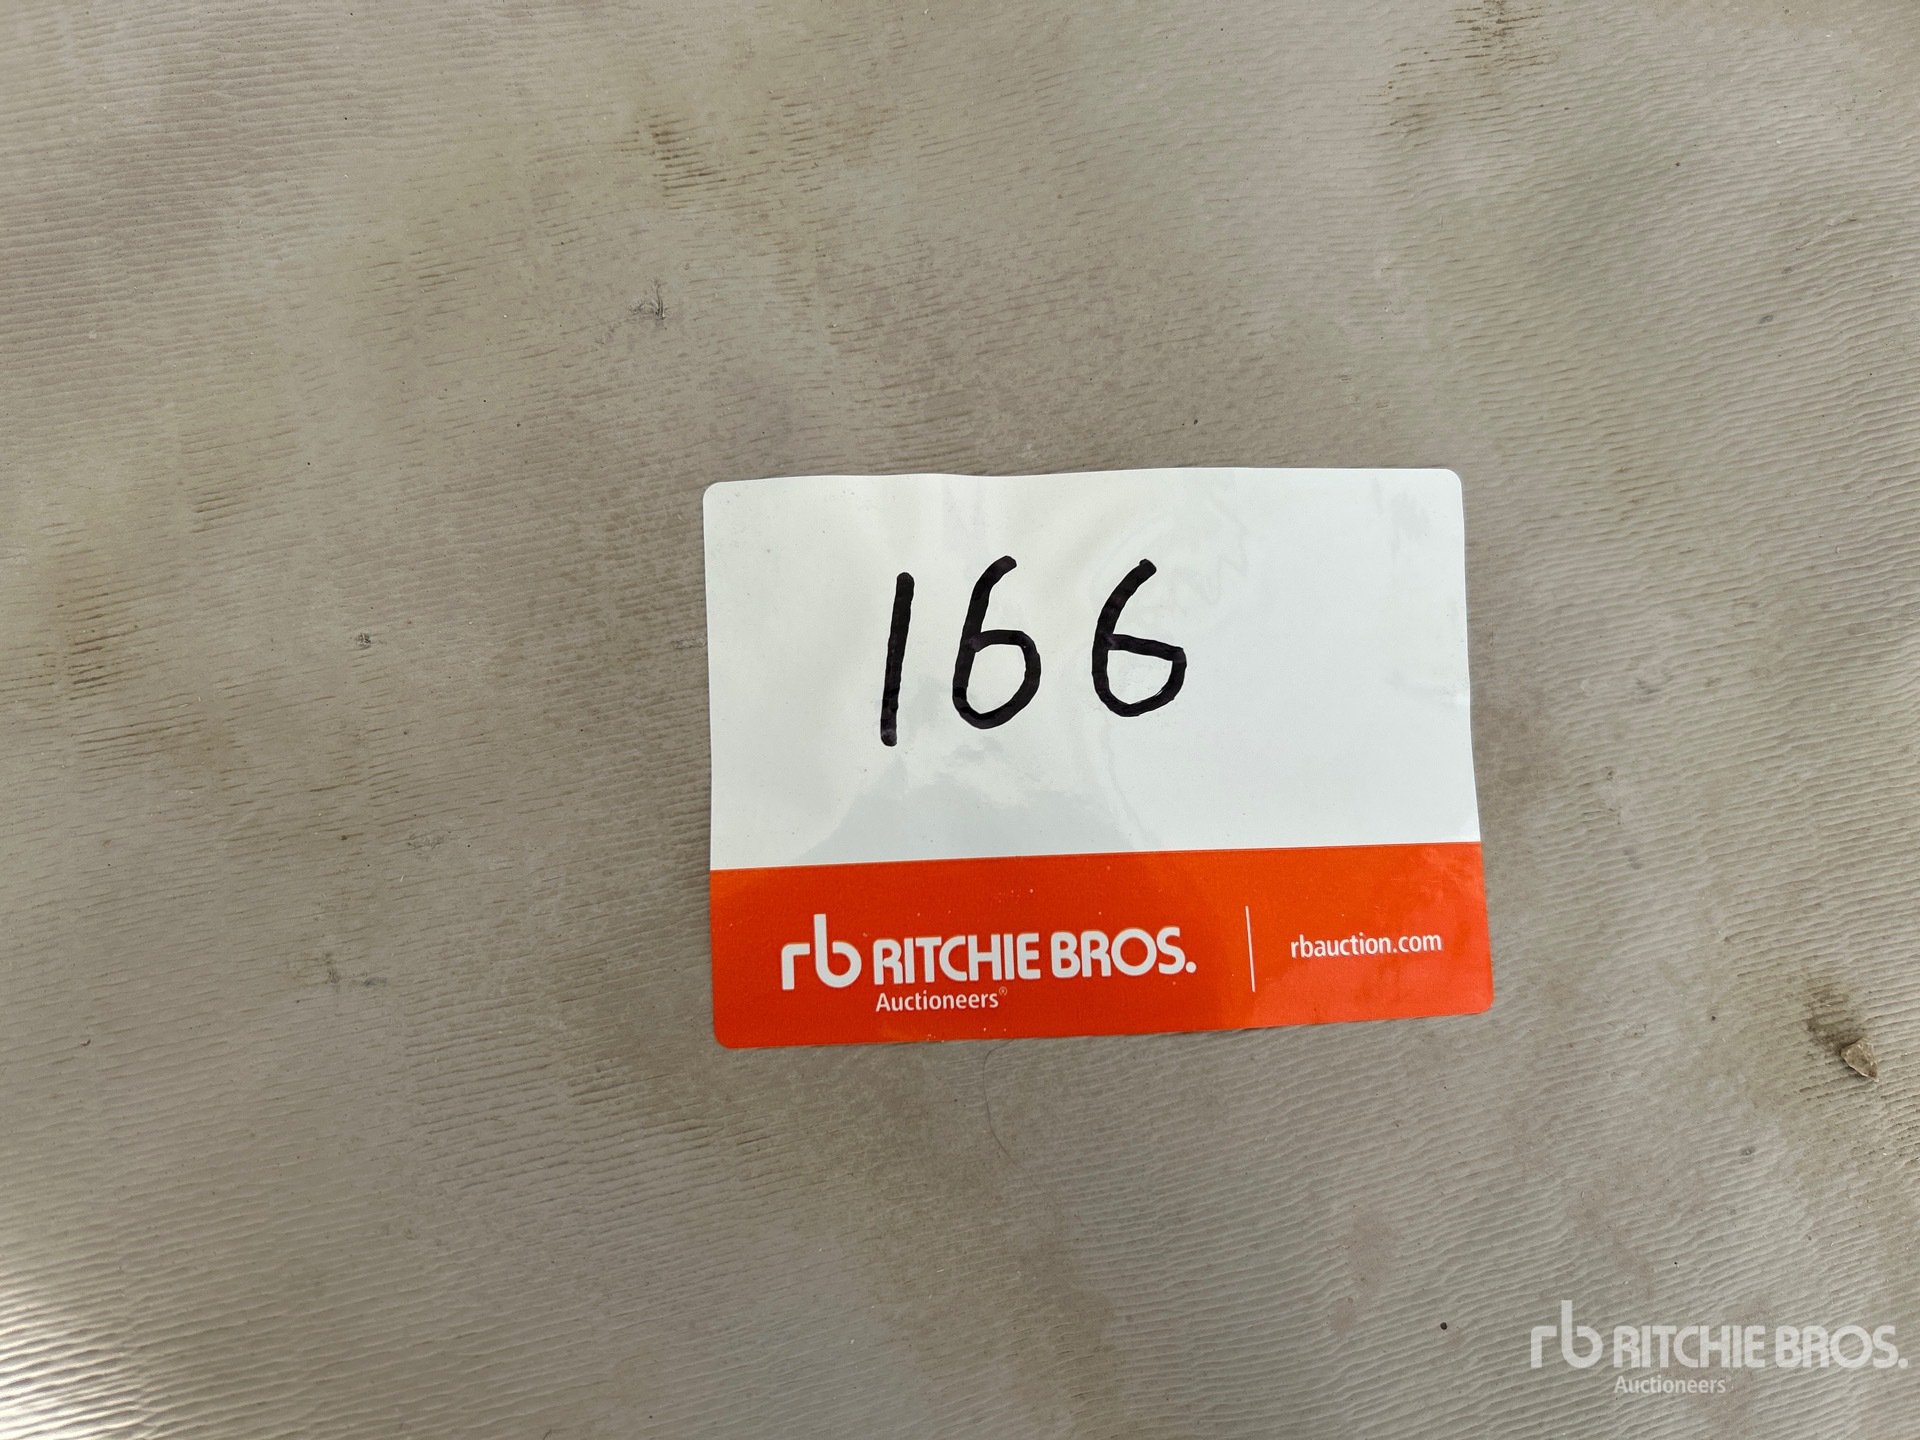 166
rb RITCHIE BROS.
Auctioneers®
rbauction.com
rb RITCHIE BROS.
Auctioneers